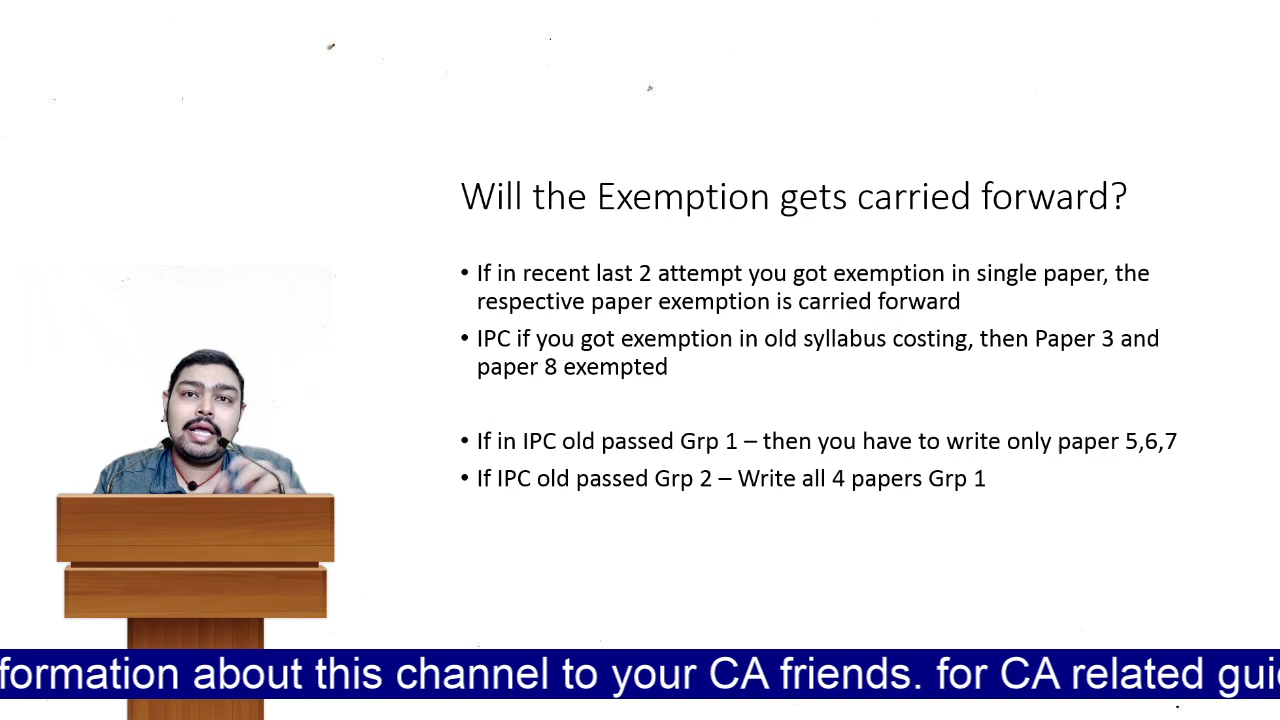 Will the Exemption gets carried forward?
• If in recent last 2 attempt you got exemption in single paper, the
respective paper exemption is carried forward
• IPC if you got exemption in old syllabus costing, then Paper 3 and
paper 8 exempted
• If in IPC old passed Grp 1 – then you have to write only paper 5,6,7
• If IPC old passed Grp 2 – Write all 4 papers Grp 1
formation about this channel to your CA friends. for CA related gui